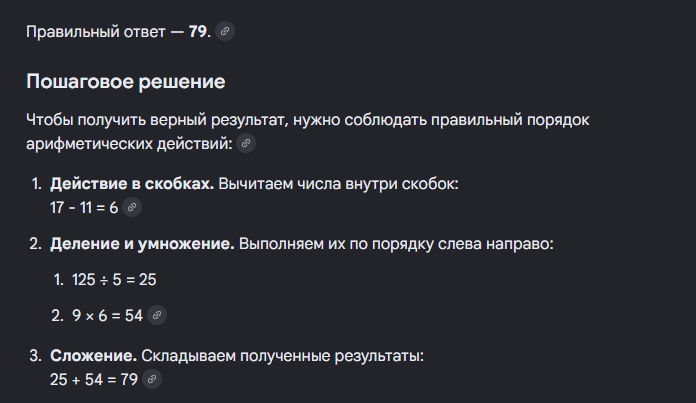 Правильный ответ — 79.
Пошаговое решение
Чтобы получить верный результат, нужно соблюдать правильный порядок
арифметических действий:
1. Действие в скобках. Вычитаем числа внутри скобок:
17 - 11 = 6
2. Деление и умножение. Выполняем их по порядку слева направо:
1. 125 ÷ 5 = 25
2. 9 × 6 = 54
3. Сложение. Складываем полученные результаты:
25 + 54 = 79